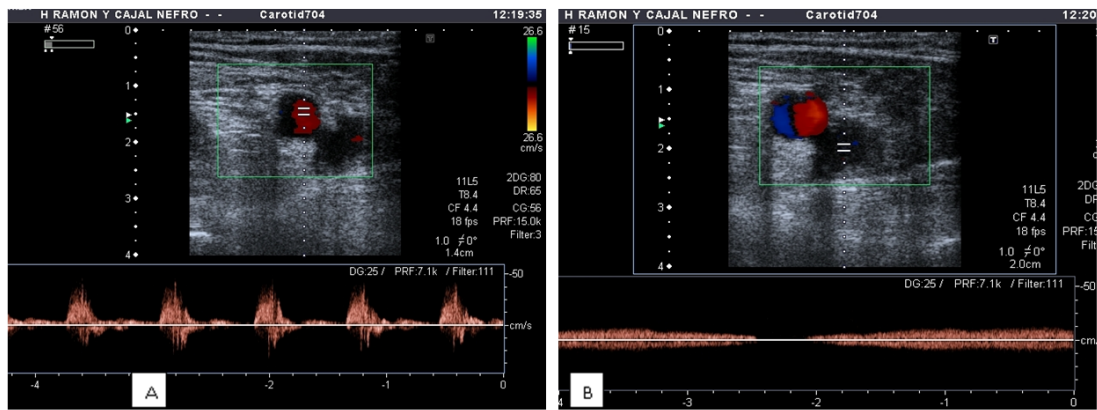 H RAMON Y CAJAL NEFRO - - Carotid704 12:19:35
#56
26.6
26.6
cm/s
0
1
2
3
4
11L5
T8.4
CF 4.4
18 fps
2DG:80
DR:65
CG:56
PRF:15.0k
Filter:3
1.0 ≠0°
1.4cm
DG:25 / PRF:7.1k / Filter:111
-50
cm/s
-4 -2 -1 0
A
H RAMON Y CAJAL NEFRO - - Carotid704 12:20
#15
T
0
1
2
3
4
11L5
T8.4
CF 4.4
18 fps
1.0 ≠0°
2.0cm
DG:25 / PRF:7.1k / Filter:111
-50
-3 -2 -1 0
B